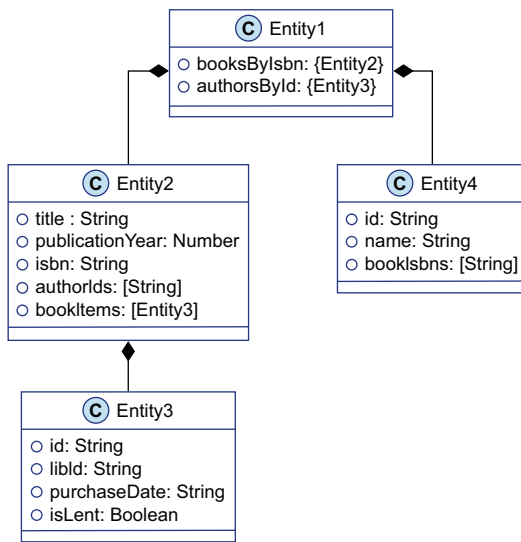 C Entity1
booksByIsbn: {Entity2}
authorsById: {Entity3}
C Entity2
title : String
publicationYear: Number
isbn: String
authorIds: [String]
bookItems: [Entity3]
C Entity4
id: String
name: String
bookIsbns: [String]
C Entity3
id: String
libId: String
purchaseDate: String
isLent: Boolean